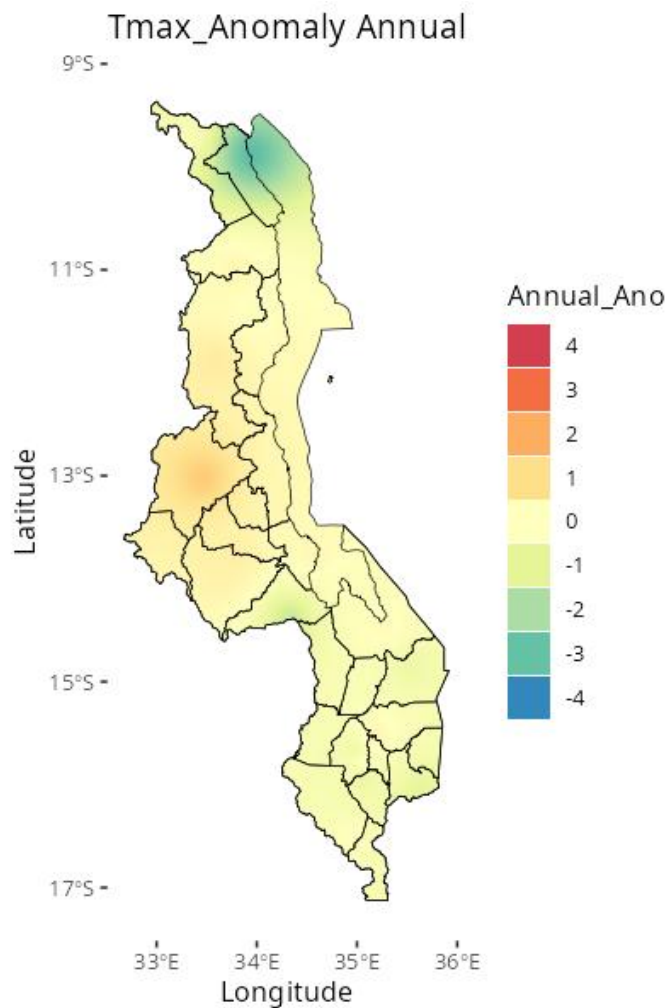 Tmax_Anomaly Annual
9°S
11°S
13°S
15°S
17°S
Latitude
33°E 34°E 35°E 36°E
Longitude
Annual_Ano
4
3
2
1
0
-1
-2
-3
-4